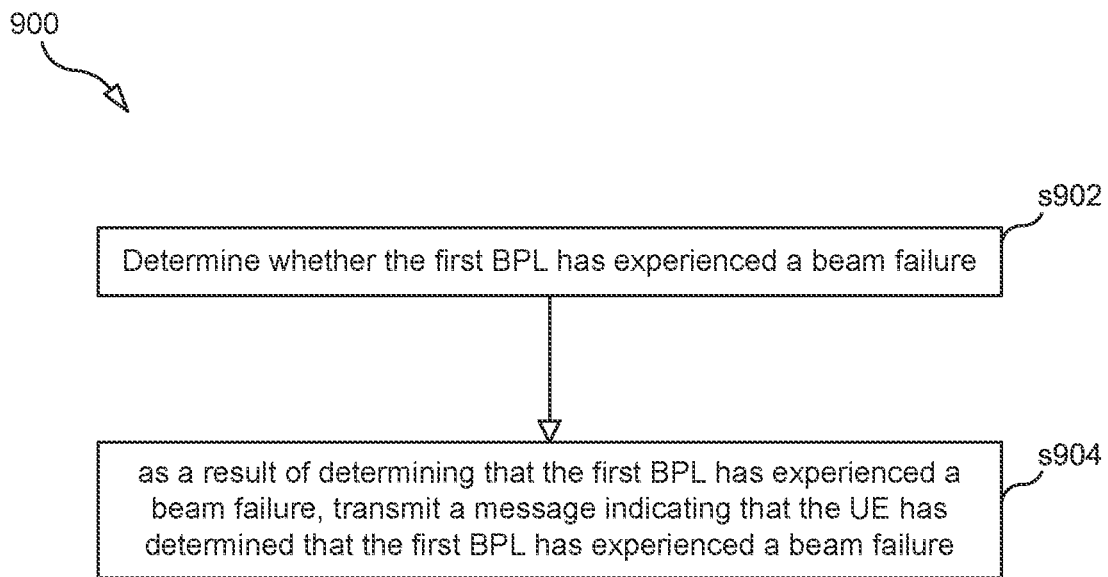 900
s902
Determine whether the first BPL has experienced a beam failure
s904
as a result of determining that the first BPL has experienced a
beam failure, transmit a message indicating that the UE has
determined that the first BPL has experienced a beam failure